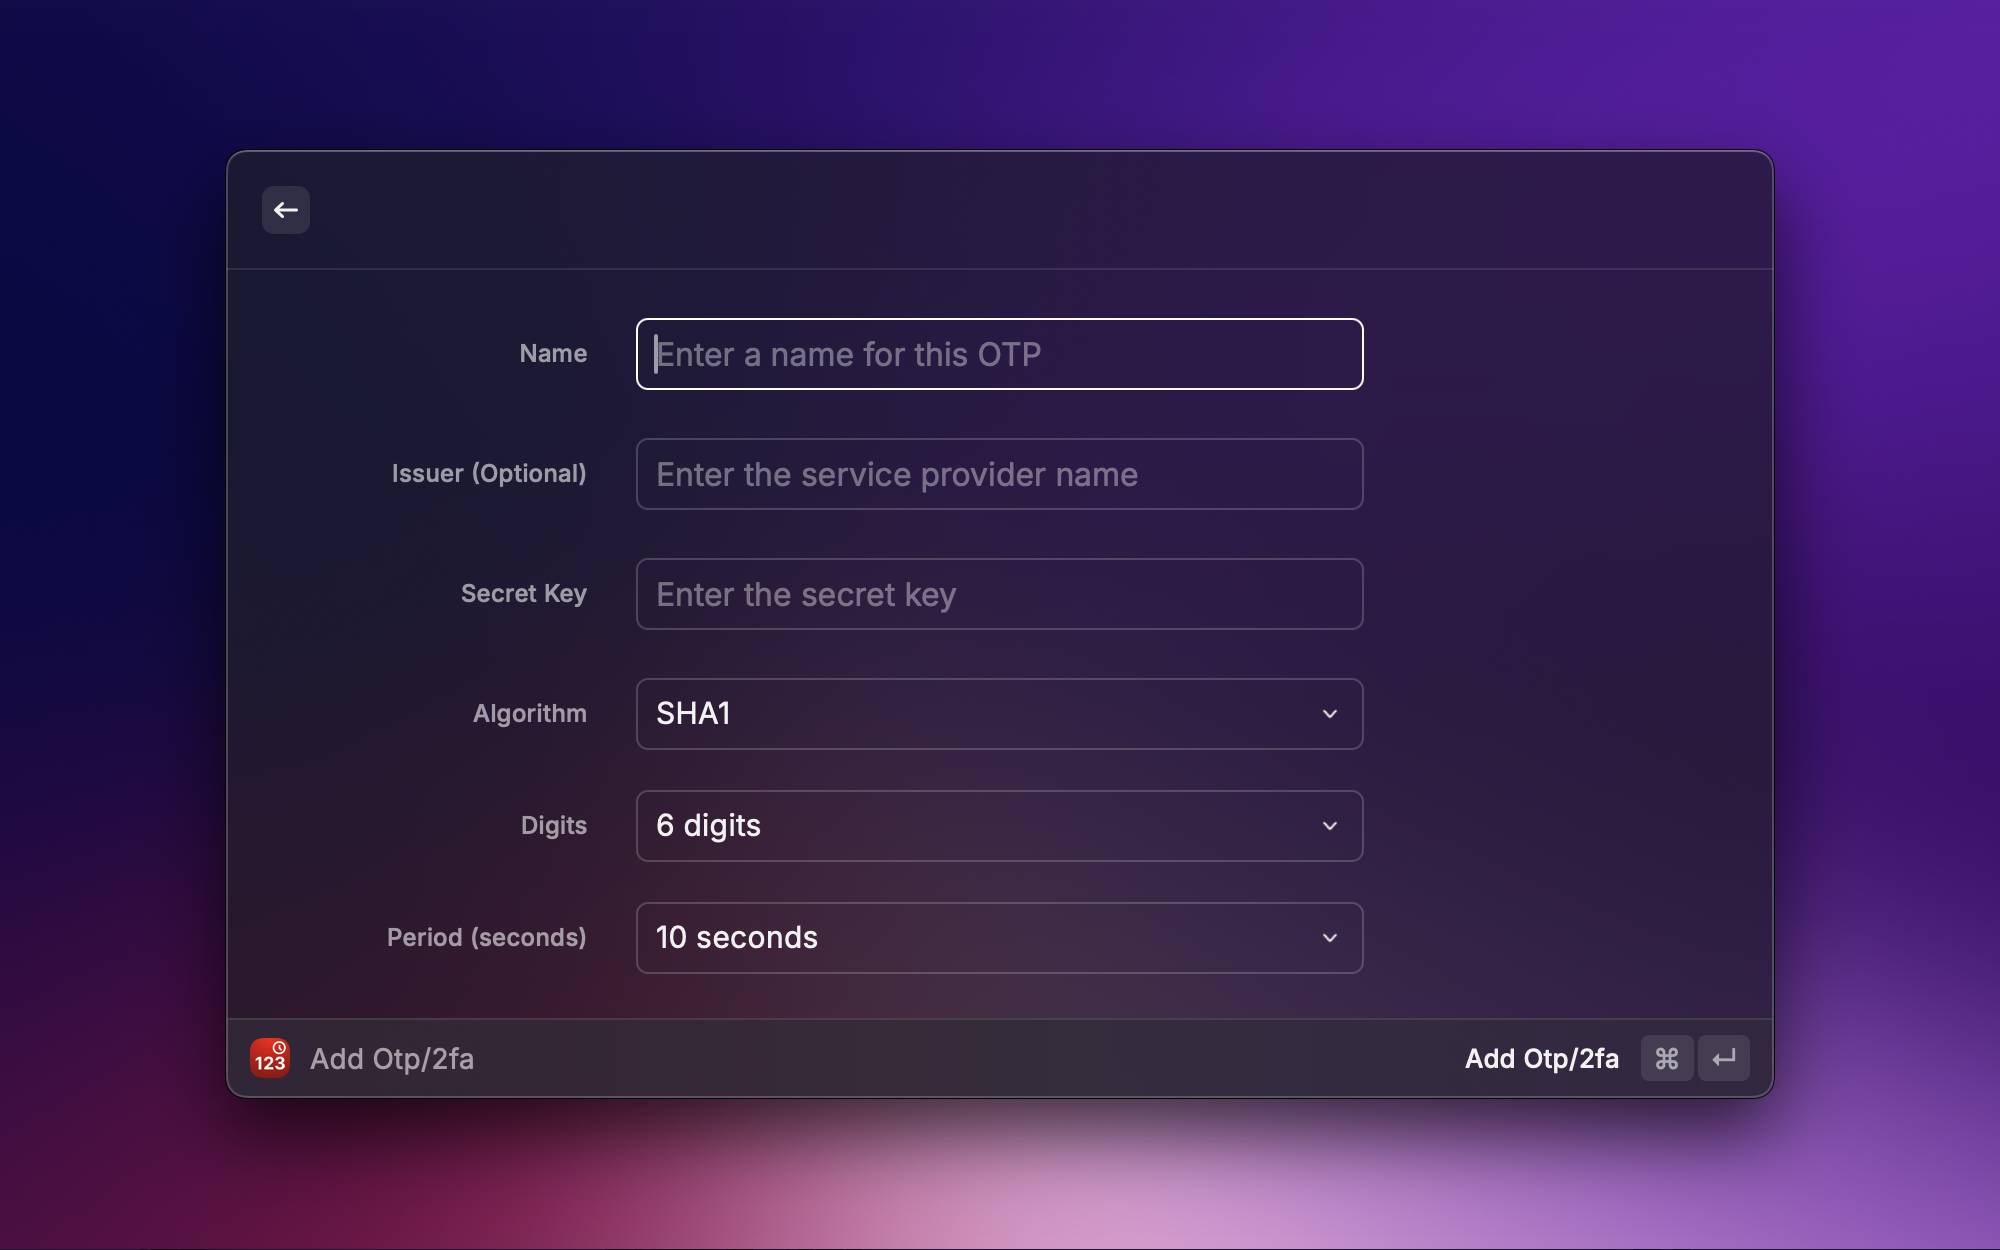 Name
Enter a name for this OTP
Issuer (Optional)
Enter the service provider name
Secret Key
Enter the secret key
Algorithm
SHA1
Digits
6 digits
Period (seconds)
10 seconds
123
Add Otp/2fa
Add Otp/2fa ⌘ ↵